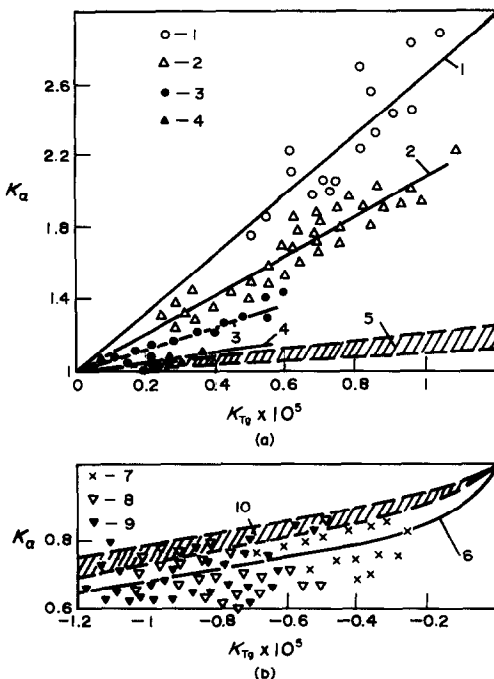 ○ – 1
△ – 2
● – 3
▲ – 4
2.6
2.2
1.8
1.4
1
Kα
1
2
3
4
5
0 0.2 0.4 0.6 0.8 1
K_Tg × 10⁵
(a)
× – 7
▽ – 8
▼ – 9
10
6
Kα
0.8
0.6
–1.2 –1 –0.8 –0.6 –0.4 –0.2
K_Tg × 10⁵
(b)